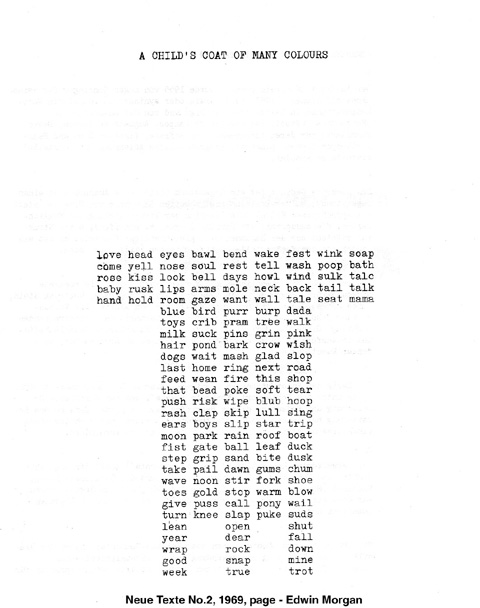 A CHILD'S COAT OF MANY COLOURS
love head eyes bawl bend wake fest wink soap
come yell nose soul rest tell wash poop bath
rose kiss look bell days howl wind sulk talc
baby rusk lips arms mole neck back tail talk
hand hold room gaze want wall tale seat mama
blue bird purr burp dada
toys crib pram tree walk
milk suck pins grin pink
hair pond bark crow wish
dogs wait mash glad slop
last home ring next road
feed wean fire this shop
that bead poke soft tear
push risk wipe blub hoop
rash clap skip lull sing
ears boys slip star trip
moon park rain roof boat
fist gate ball leaf duck
step grip sand bite dusk
take pail dawn gums chum
wave noon stir fork shoe
toes gold stop warm blow
give puss call pony wail
turn knee slap puke suds
lean open shut
year dear fall
wrap rock down
good snap mine
week true trot
Neue Texte No.2, 1969, page - Edwin Morgan